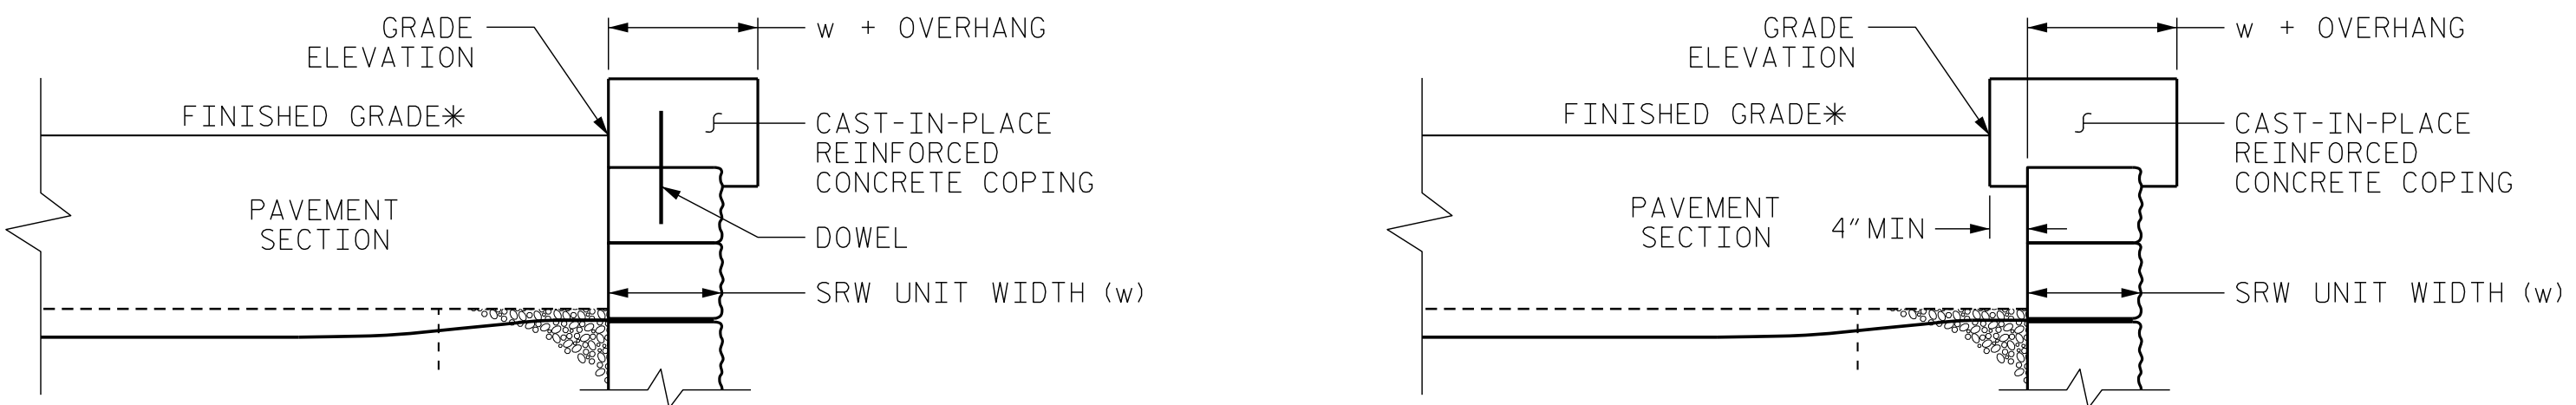 GRADE
ELEVATION
w + OVERHANG
FINISHED GRADE*
CAST-IN-PLACE
REINFORCED
CONCRETE COPING
PAVEMENT
SECTION
DOWEL
SRW UNIT WIDTH (w)
GRADE
ELEVATION
w + OVERHANG
FINISHED GRADE*
CAST-IN-PLACE
REINFORCED
CONCRETE COPING
PAVEMENT
SECTION
4" MIN
SRW UNIT WIDTH (w)